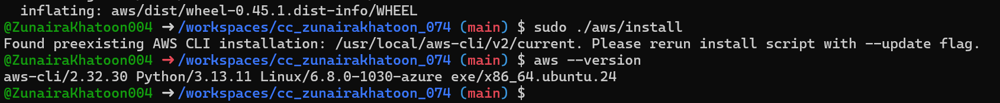 inflating: aws/dist/wheel-0.45.1.dist-info/WHEEL
@ZunairaKhatoon004 ➜ /workspaces/cc_zunairakhatoon_074 (main) $ sudo ./aws/install
Found preexisting AWS CLI installation: /usr/local/aws-cli/v2/current. Please rerun install script with --update flag.
@ZunairaKhatoon004 ➜ /workspaces/cc_zunairakhatoon_074 (main) $ aws --version
aws-cli/2.32.30 Python/3.13.11 Linux/6.8.0-1030-azure exe/x86_64.ubuntu.24
@ZunairaKhatoon004 ➜ /workspaces/cc_zunairakhatoon_074 (main) $